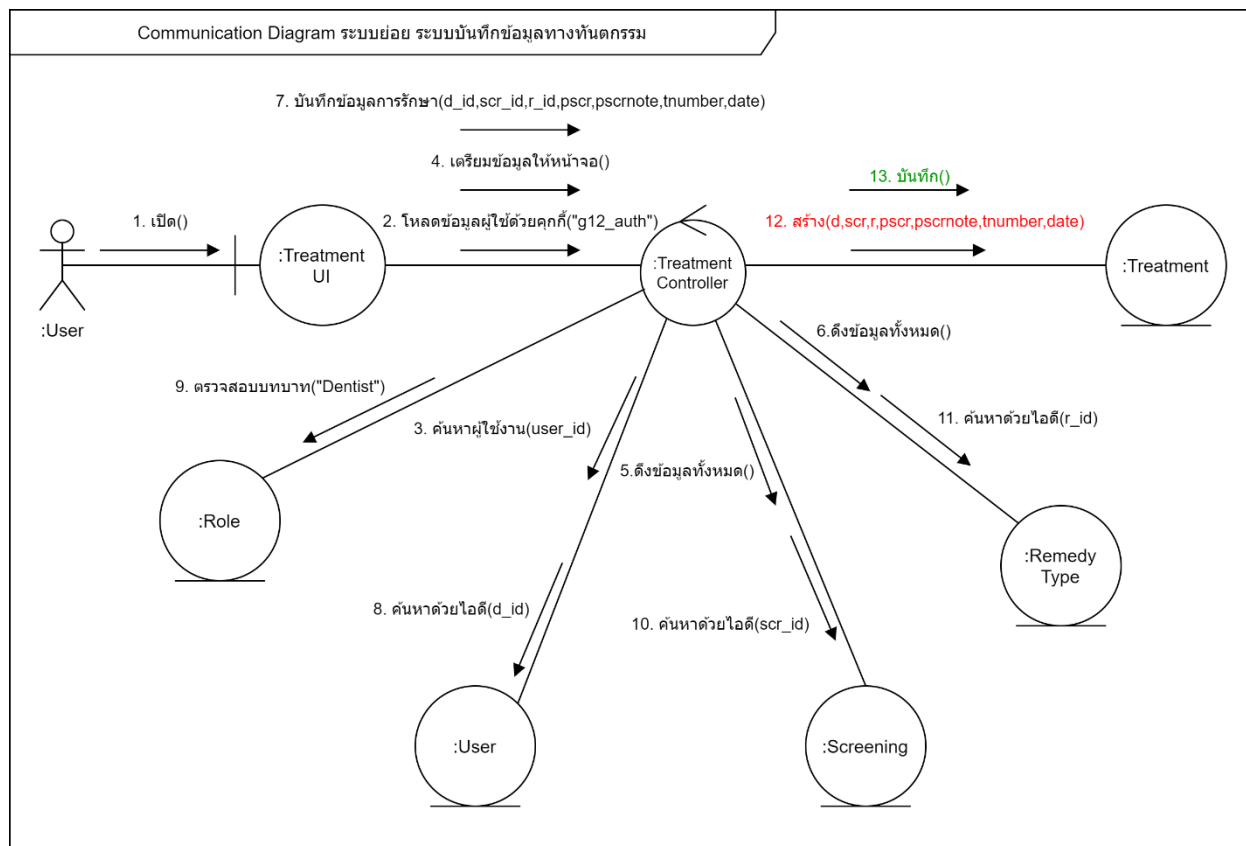 Communication Diagram ระบบย่อย ระบบบันทึกข้อมูลทางทันตกรรม
7. บันทึกข้อมูลการรักษา(d_id,scr_id,r_id,pscr,pscrnote,tnumber,date)
4. เตรียมข้อมูลให้หน้าจอ()
13. บันทึก()
1. เปิด()
2. โหลดข้อมูลผู้ใช้ด้วยคุกกี้("g12_auth")
12. สร้าง(d,scr,r,pscr,pscrnote,tnumber,date)
:Treatment
UI
:Treatment
Controller
:Treatment
:User
6.ดึงข้อมูลทั้งหมด()
9. ตรวจสอบบทบาท("Dentist")
11. ค้นหาด้วยไอดี(r_id)
3. ค้นหาผู้ใช้งาน(user_id)
5.ดึงข้อมูลทั้งหมด()
:Role
:Remedy
Type
8. ค้นหาด้วยไอดี(d_id)
10. ค้นหาด้วยไอดี(scr_id)
:User
:Screening